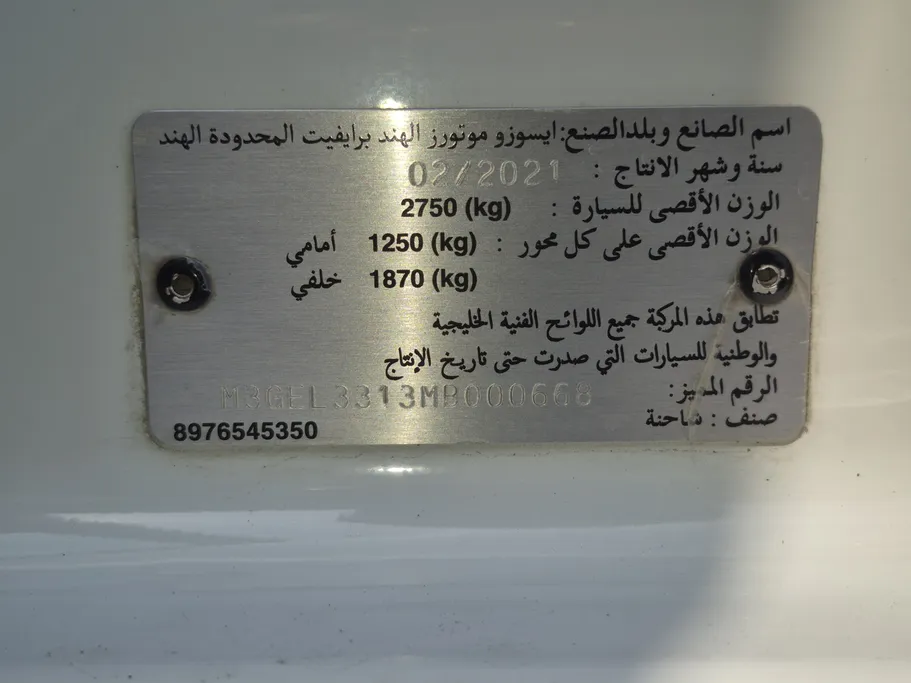 اسم الصانع وبلدالصنع: ايسوزو موتورز الهند برايفيت المحدودة الهند
سنة وشهر الانتاج : 02/2021
الوزن الأقصى للسيارة : 2750 (kg)
الوزن الأقصى على كل محور : 1250 (kg) أمامي
1870 (kg) خلفي
تطابق هذه المركبة جميع اللوائح الفنية الخليجية
والوطنية للسيارات التي صدرت حتى تاريخ الإنتاج
الرقم المميز: M3GEL3313MB000668
صنف : شاحنة
8976545350